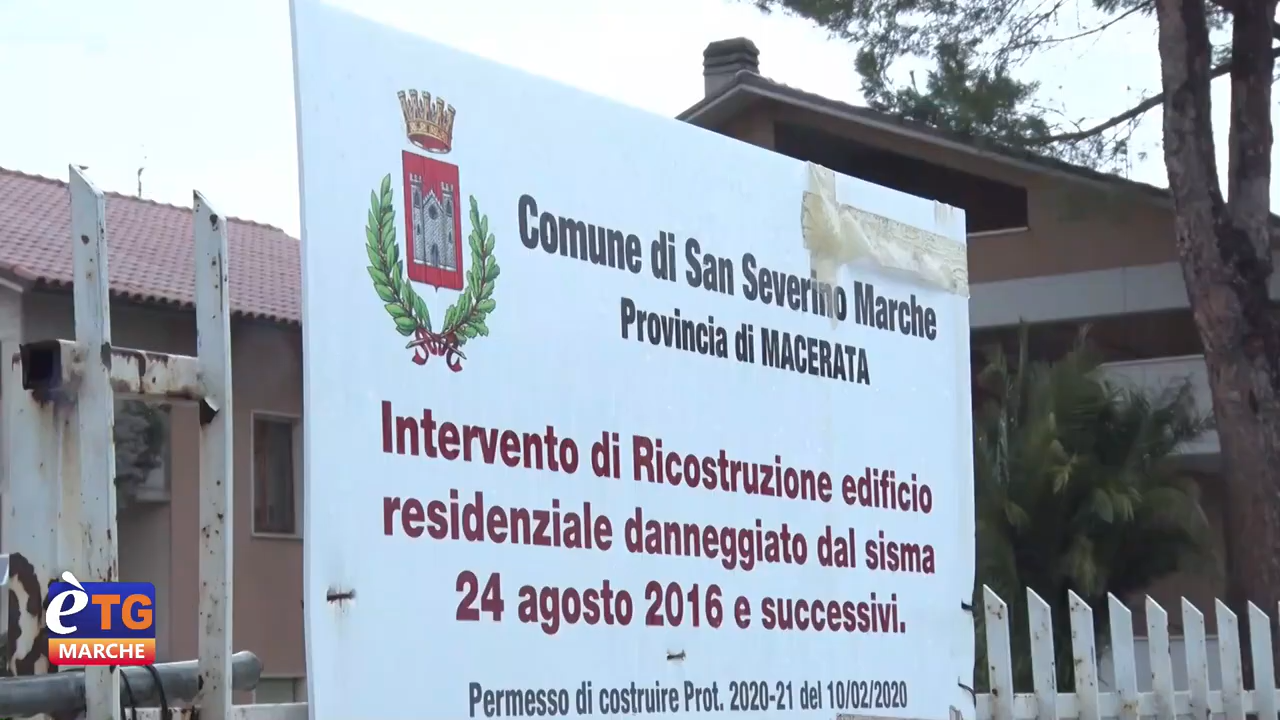 Comune di San Severino Marche
Provincia di MACERATA
Intervento di Ricostruzione edificio
residenziale danneggiato dal sisma
24 agosto 2016 e successivi.
Permesso di costruire Prot. 2020-21 del 10/02/2020
èTG
MARCHE